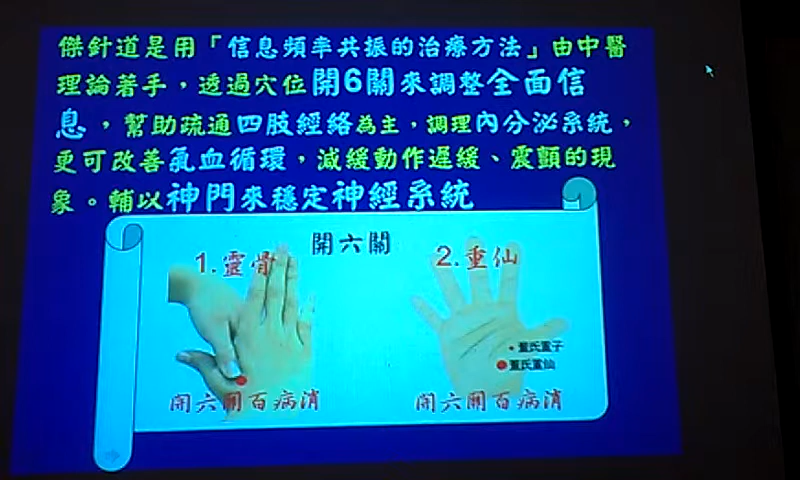 傑針道是用「信息頻率共振的治療方法」由中醫
理論著手，透過穴位開6關來調整全面信
息，幫助疏通四肢經絡為主，調理內分泌系統，
更可改善氣血循環，減緩動作遲緩、震顫的現
象。輔以神門來穩定神經系統
開六關
1.靈骨
2.重仙
董氏重子
董氏重仙
開六關百病消
開六關百病消